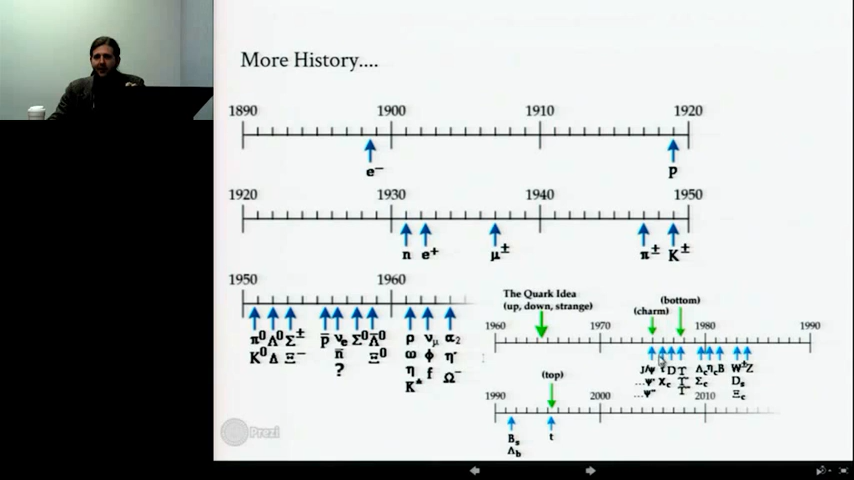 More History....
1890 1900 1910 1920
e⁻ p
1920 1930 1940 1950
n e⁺ μ± π± K±
1950 1960
π⁰ Λ⁰ Σ± p̅ νe Σ⁰ Λ̅⁰ ρ νμ α₂
K⁰ Δ Ξ⁻ n̅ Ξ⁰ ω φ η'
? η f Ω⁻
K*
The Quark Idea
(up, down, strange)
(charm) (bottom)
1960 1970 1980 1990
J/ψ τ D ϒ Λc ηc B W± Z
...ψ' χc ϒ' Σc Ds
...ψ'' ϒ'' Ξc
(top)
1990 2000 2010
Bs t
Λb
Prezi